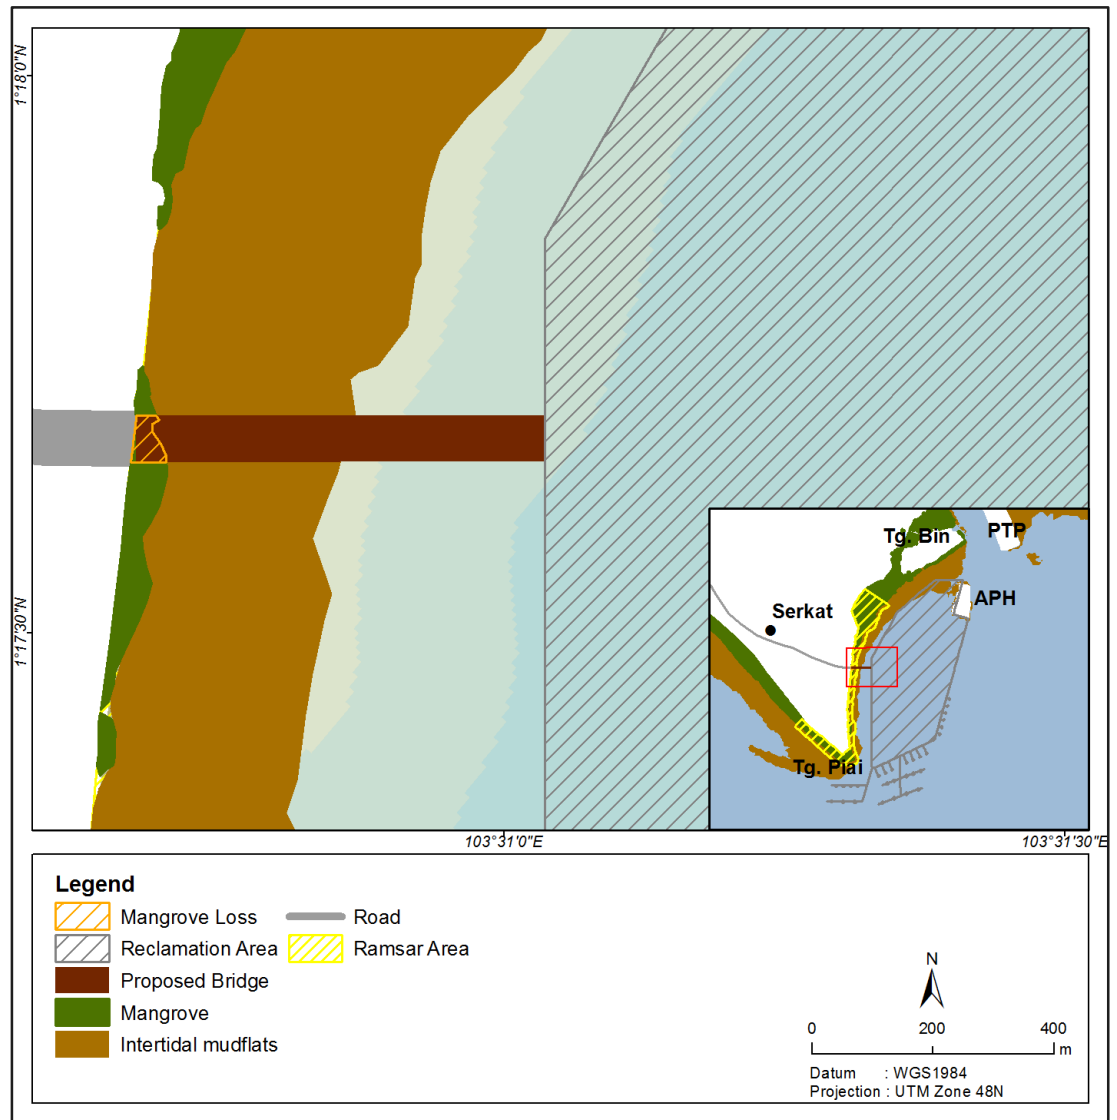 1°18'0"N
1°17'30"N
103°31'0"E
103°31'30"E
Tg. Bin
PTP
APH
Serkat
Tg. Piai
Legend
Mangrove Loss
Road
Reclamation Area
Ramsar Area
Proposed Bridge
Mangrove
Intertidal mudflats
N
0 200 400
m
Datum : WGS1984
Projection : UTM Zone 48N